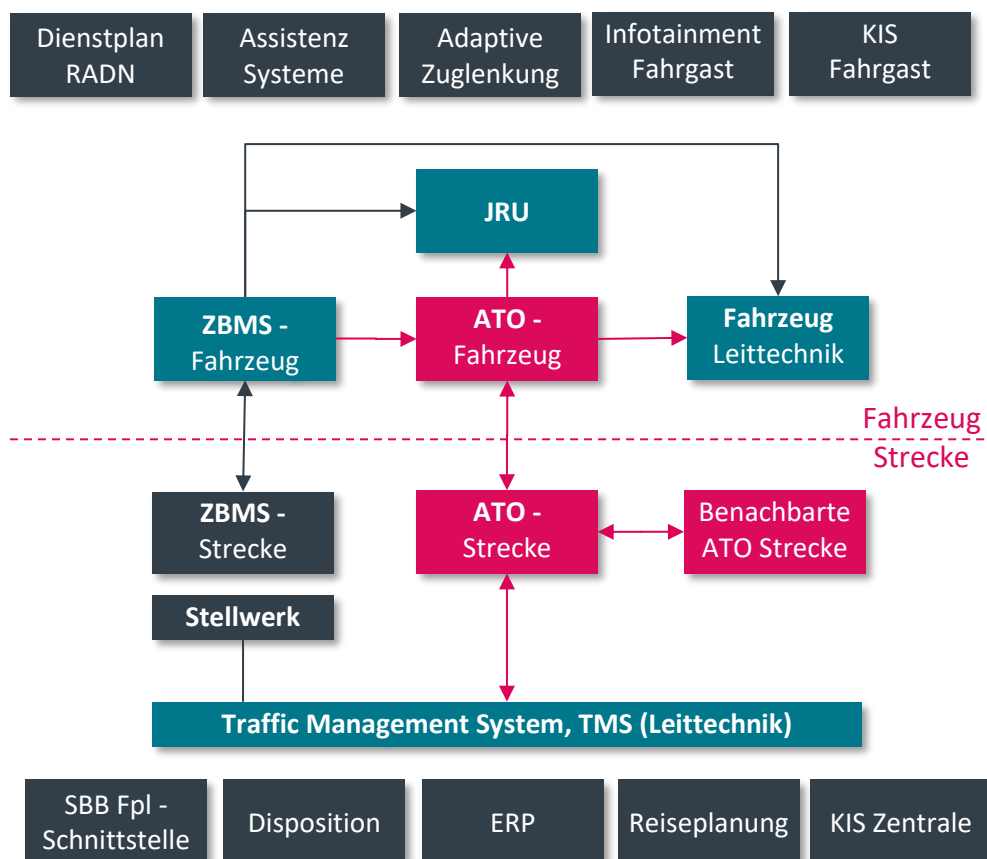 Dienstplan
RADN
Assistenz
Systeme
Adaptive
Zuglenkung
Infotainment
Fahrgast
KIS
Fahrgast
JRU
ZBMS -
Fahrzeug
ATO -
Fahrzeug
Fahrzeug
Leittechnik
Fahrzeug
Strecke
ZBMS -
Strecke
ATO -
Strecke
Benachbarte
ATO Strecke
Stellwerk
Traffic Management System, TMS (Leittechnik)
SBB Fpl -
Schnittstelle
Disposition
ERP
Reiseplanung
KIS Zentrale